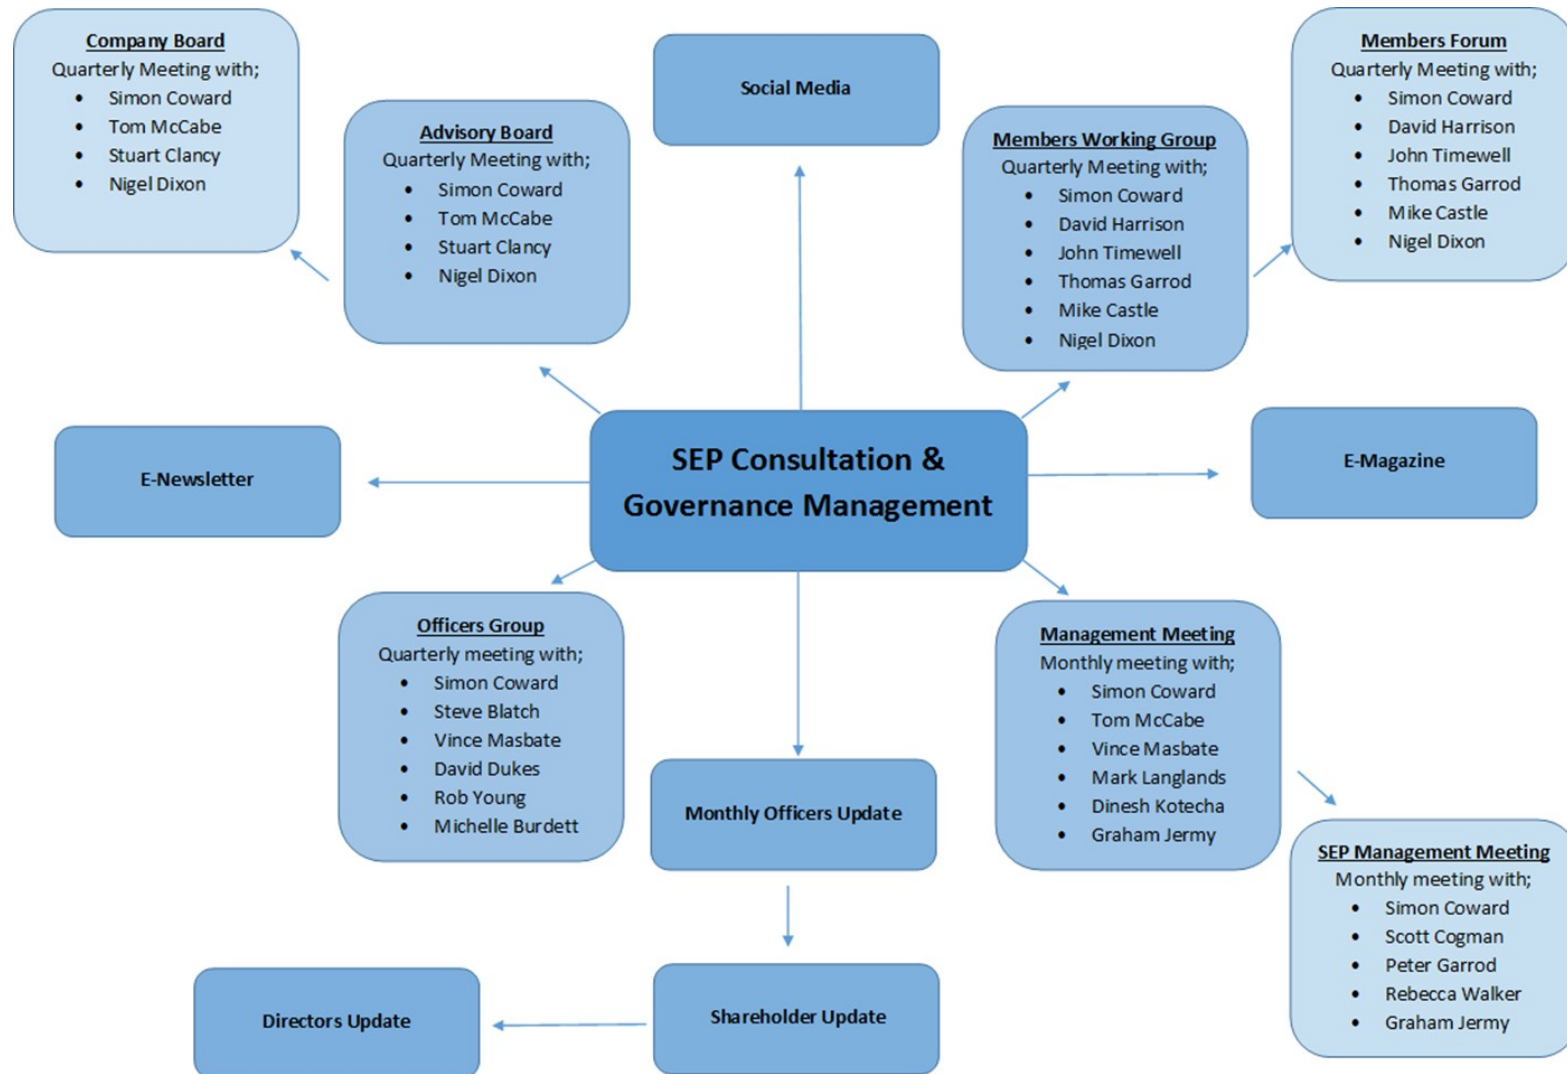 Company Board
Quarterly Meeting with;
• Simon Coward
• Tom McCabe
• Stuart Clancy
• Nigel Dixon
Advisory Board
Quarterly Meeting with;
• Simon Coward
• Tom McCabe
• Stuart Clancy
• Nigel Dixon
Social Media
Members Working Group
Quarterly Meeting with;
• Simon Coward
• David Harrison
• John Timewell
• Thomas Garrod
• Mike Castle
• Nigel Dixon
Members Forum
Quarterly Meeting with;
• Simon Coward
• David Harrison
• John Timewell
• Thomas Garrod
• Mike Castle
• Nigel Dixon
E-Newsletter
SEP Consultation &
Governance Management
E-Magazine
Officers Group
Quarterly meeting with;
• Simon Coward
• Steve Blatch
• Vince Masbate
• David Dukes
• Rob Young
• Michelle Burdett
Monthly Officers Update
Management Meeting
Monthly meeting with;
• Simon Coward
• Tom McCabe
• Vince Masbate
• Mark Langlands
• Dinesh Kotecha
• Graham Jermy
SEP Management Meeting
Monthly meeting with;
• Simon Coward
• Scott Cogman
• Peter Garrod
• Rebecca Walker
• Graham Jermy
Directors Update
Shareholder Update